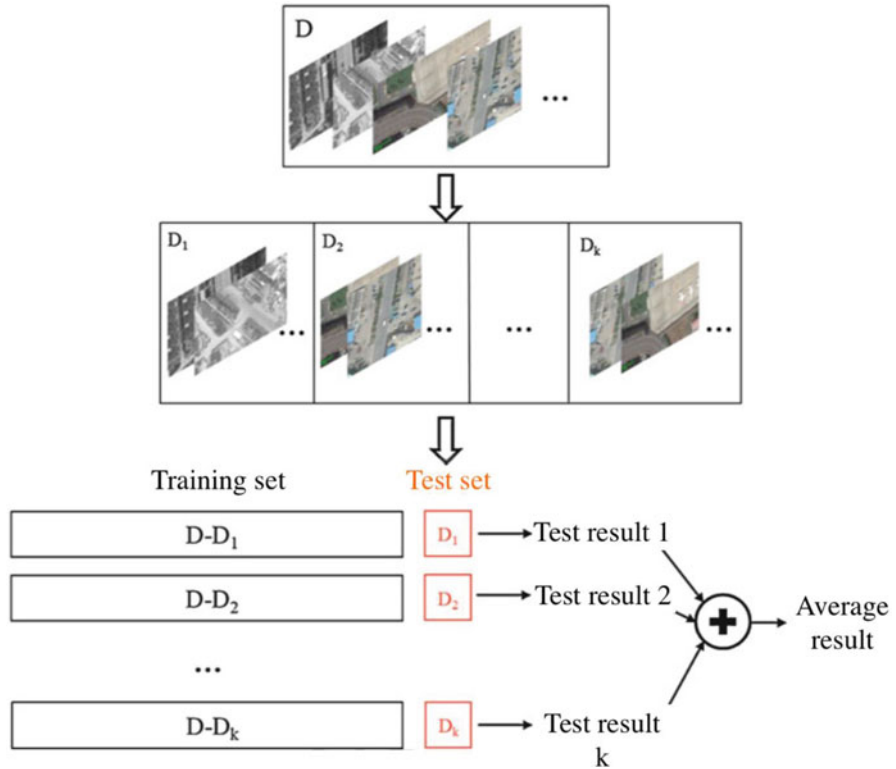 D
...
D₁
D₂
Dₖ
... ... ... ...
Training set
Test set
D-D₁
D₁
Test result 1
D-D₂
D₂
Test result 2
Average
result
...
D-Dₖ
Dₖ
Test result
k